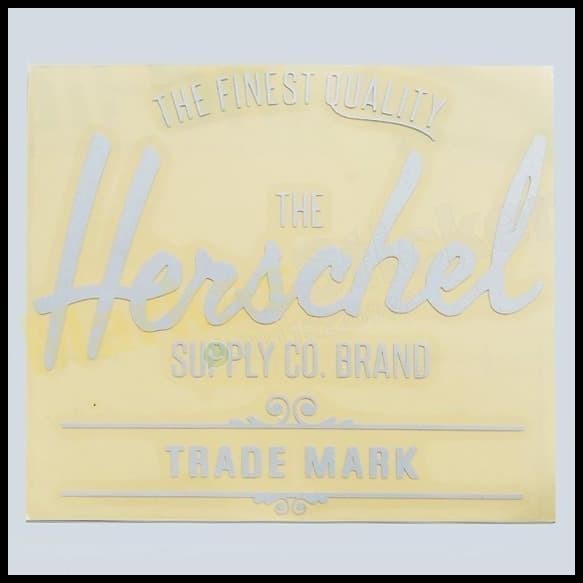 THE FINEST QUALITY
THE
Herschel
SUPPLY CO. BRAND
TRADE MARK